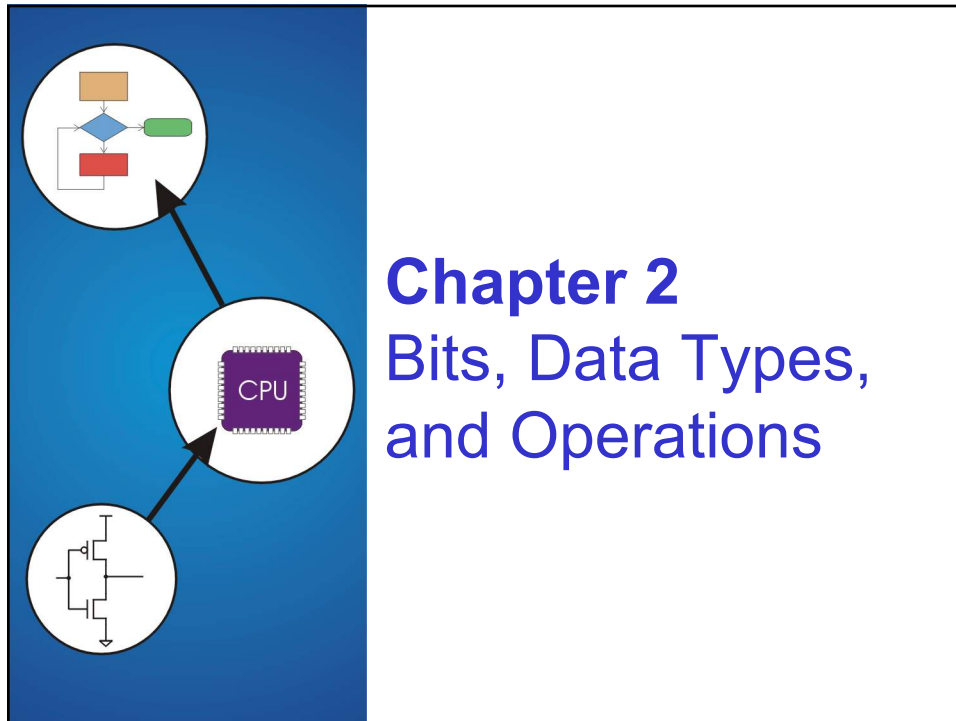 CPU
Chapter 2
Bits, Data Types,
and Operations